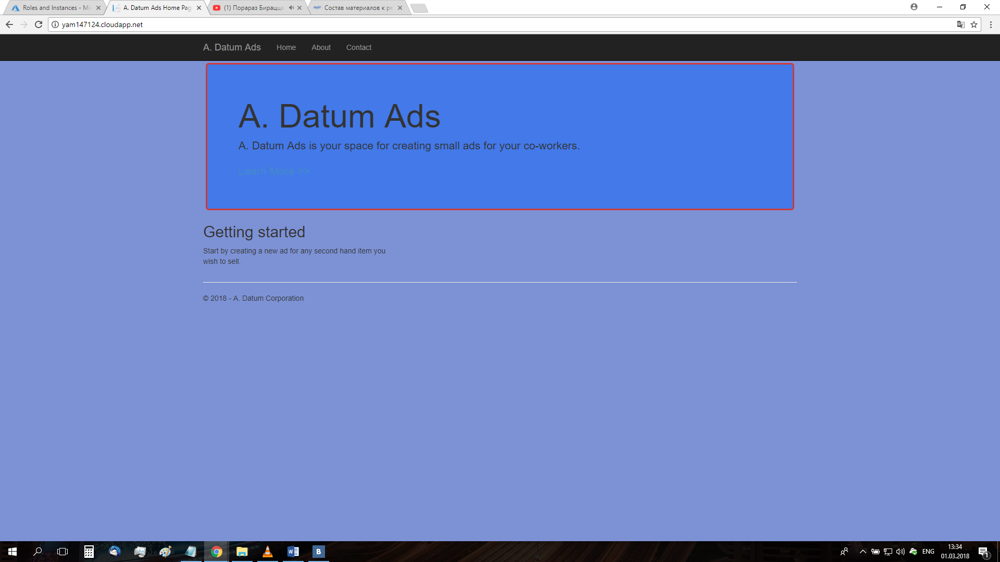 Roles and Instances - Mi
A. Datum Ads Home Pag
(1) Порараз Бирацца
Состав материалов к ре
yam147124.cloudapp.net
A. Datum Ads Home About Contact
A. Datum Ads
A. Datum Ads is your space for creating small ads for your co-workers.
Learn More >>
Getting started
Start by creating a new ad for any second hand item you
wish to sell.
© 2018 - A. Datum Corporation
ENG
13:34
01.03.2018
1